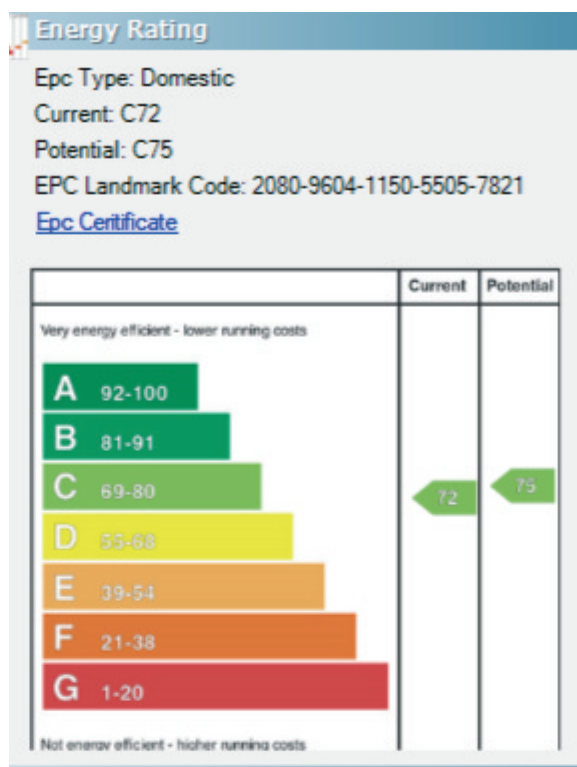 Energy Rating
Epc Type: Domestic
Current: C72
Potential: C75
EPC Landmark Code: 2080-9604-1150-5505-7821
Epc Ceritificate
Current Potential
Very energy efficient - lower running costs
A 92-100
B 81-91
C 69-80 72 75
D 55-68
E 39-54
F 21-38
G 1-20
Not energy efficient - higher running costs